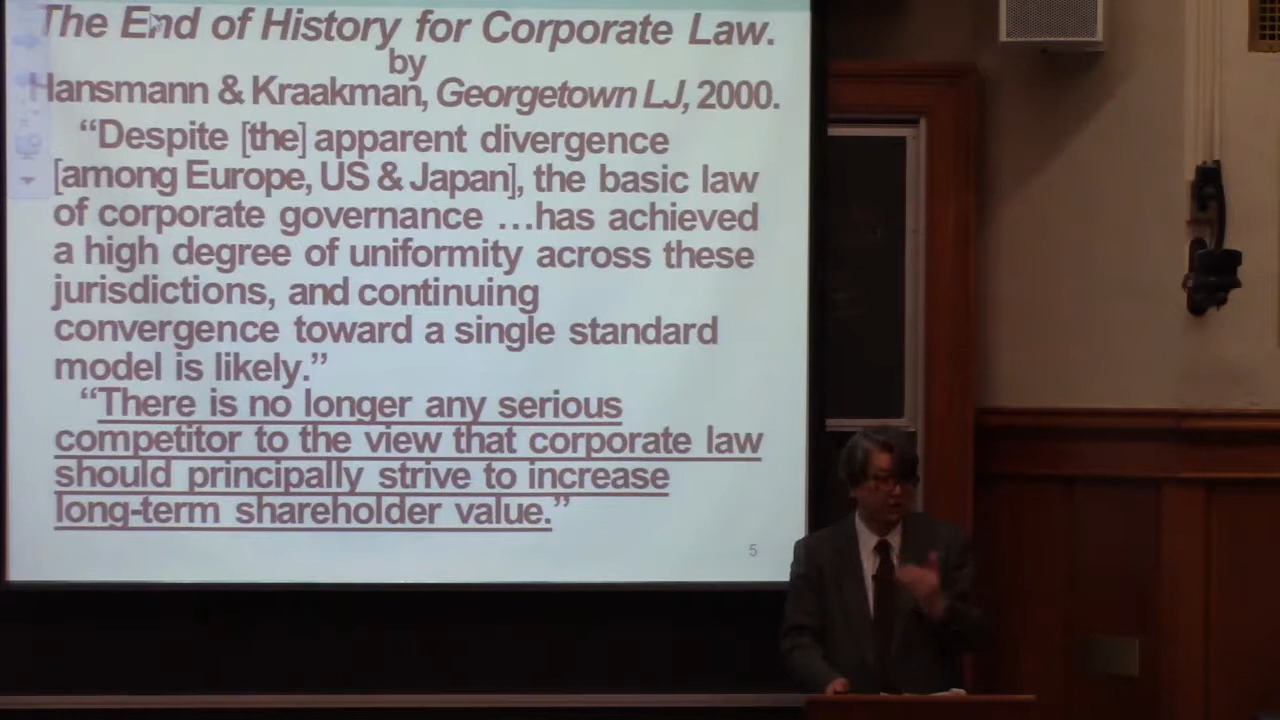 The End of History for Corporate Law.
by
Hansmann & Kraakman, Georgetown LJ, 2000.
“Despite [the] apparent divergence
[among Europe, US & Japan], the basic law
of corporate governance …has achieved
a high degree of uniformity across these
jurisdictions, and continuing
convergence toward a single standard
model is likely.”
“There is no longer any serious
competitor to the view that corporate law
should principally strive to increase
long-term shareholder value.”
5